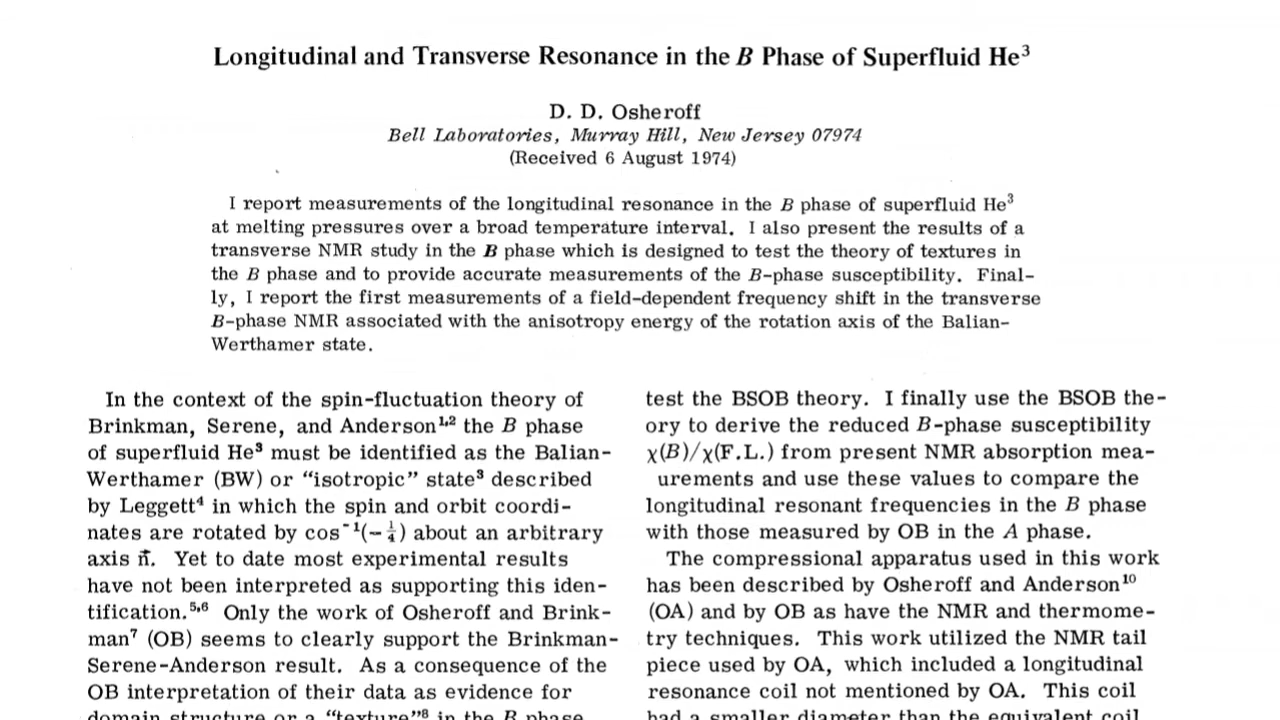 Longitudinal and Transverse Resonance in the B Phase of Superfluid He³
D. D. Osheroff
Bell Laboratories, Murray Hill, New Jersey 07974
(Received 6 August 1974)
I report measurements of the longitudinal resonance in the B phase of superfluid He³
at melting pressures over a broad temperature interval. I also present the results of a
transverse NMR study in the B phase which is designed to test the theory of textures in
the B phase and to provide accurate measurements of the B-phase susceptibility. Final-
ly, I report the first measurements of a field-dependent frequency shift in the transverse
B-phase NMR associated with the anisotropy energy of the rotation axis of the Balian-
Werthamer state.
In the context of the spin-fluctuation theory of
Brinkman, Serene, and Anderson¹,² the B phase
of superfluid He³ must be identified as the Balian-
Werthamer (BW) or “isotropic” state³ described
by Leggett⁴ in which the spin and orbit coordi-
nates are rotated by cos⁻¹(-¼) about an arbitrary
axis n⃗. Yet to date most experimental results
have not been interpreted as supporting this iden-
tification.⁵,⁶ Only the work of Osheroff and Brink-
man⁷ (OB) seems to clearly support the Brinkman-
Serene-Anderson result. As a consequence of the
OB interpretation of their data as evidence for
domain structure or a “texture”⁸ in the B phase
test the BSOB theory. I finally use the BSOB the-
ory to derive the reduced B-phase susceptibility
χ(B)/χ(F.L.) from present NMR absorption mea-
urements and use these values to compare the
longitudinal resonant frequencies in the B phase
with those measured by OB in the A phase.
The compressional apparatus used in this work
has been described by Osheroff and Anderson¹⁰
(OA) and by OB as have the NMR and thermome-
try techniques. This work utilized the NMR tail
piece used by OA, which included a longitudinal
resonance coil not mentioned by OA. This coil
had a smaller diameter than the equivalent coil